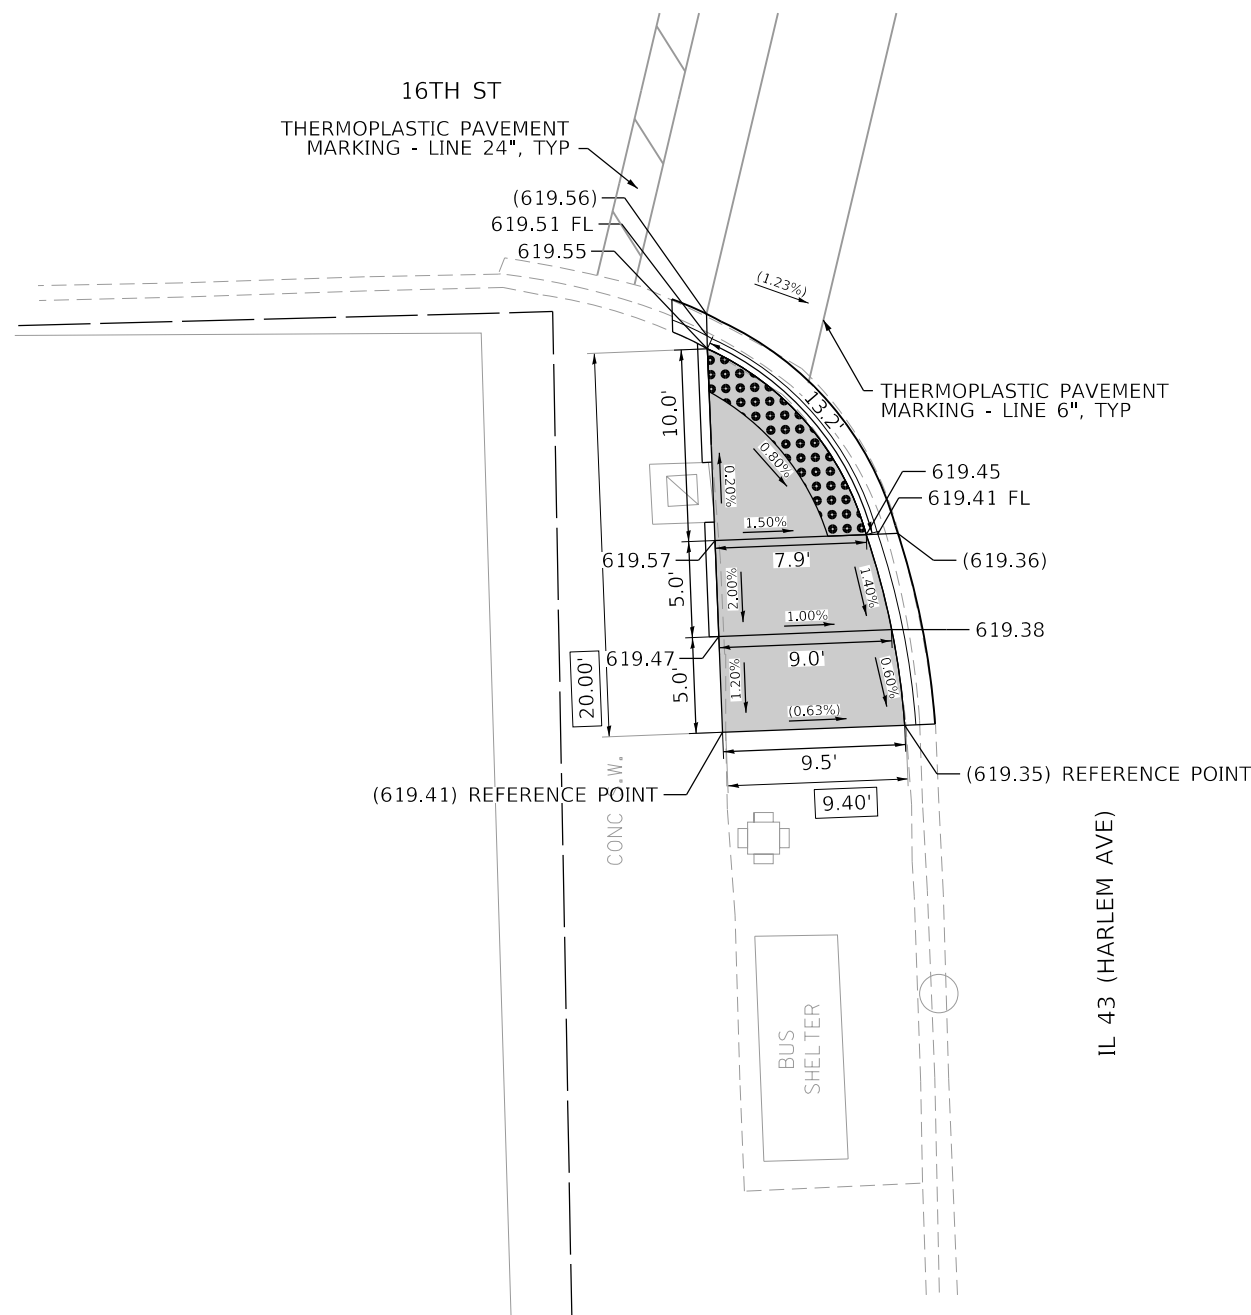 16TH ST
THERMOPLASTIC PAVEMENT
MARKING - LINE 24", TYP
(619.56)
619.51 FL
619.55
(1.23%)
THERMOPLASTIC PAVEMENT
MARKING - LINE 6", TYP
13.2'
10.0'
0.80%
0.20%
619.45
619.41 FL
1.50%
619.57
7.9'
(619.36)
5.0'
2.00%
1.40%
1.00%
619.38
619.47
9.0'
20.00'
5.0'
1.20%
0.60%
(0.63%)
9.5'
(619.35) REFERENCE POINT
(619.41) REFERENCE POINT
9.40'
CONC .W.
IL 43 (HARLEM AVE)
BUS
SHELTER